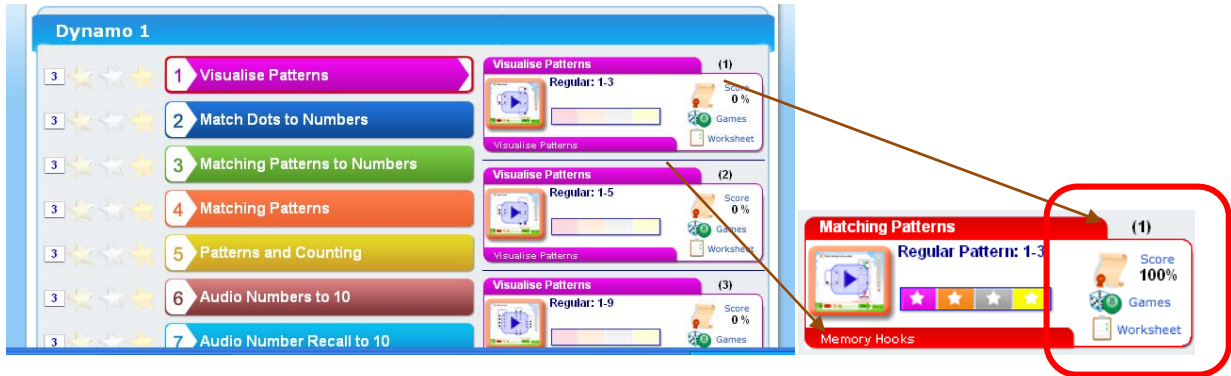 Dynamo 1
3
1 Visualise Patterns
3
2 Match Dots to Numbers
3
3 Matching Patterns to Numbers
3
4 Matching Patterns
3
5 Patterns and Counting
3
6 Audio Numbers to 10
3
7 Audio Number Recall to 10
Visualise Patterns (1)
Regular: 1-3
Score
0 %
Games
Worksheet
Visualise Patterns
Visualise Patterns (2)
Regular: 1-5
Score
0 %
Games
Worksheet
Visualise Patterns
Visualise Patterns (3)
Regular: 1-9
Score
0 %
Games
Matching Patterns (1)
Regular Pattern: 1-3
Score
100%
Games
Worksheet
Memory Hooks